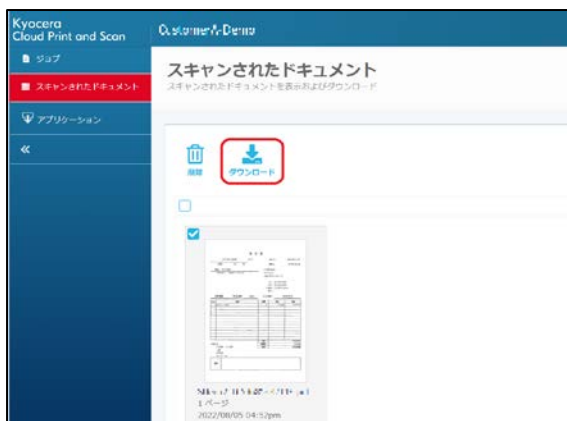 Kyocera
Cloud Print and Scan
Customer-A-Demo
ジョブ
スキャンされたドキュメント
アプリケーション
«
スキャンされたドキュメント
スキャンされたドキュメントを表示およびダウンロード
削除
ダウンロード
1 ページ
2022/08/05 04:52pm